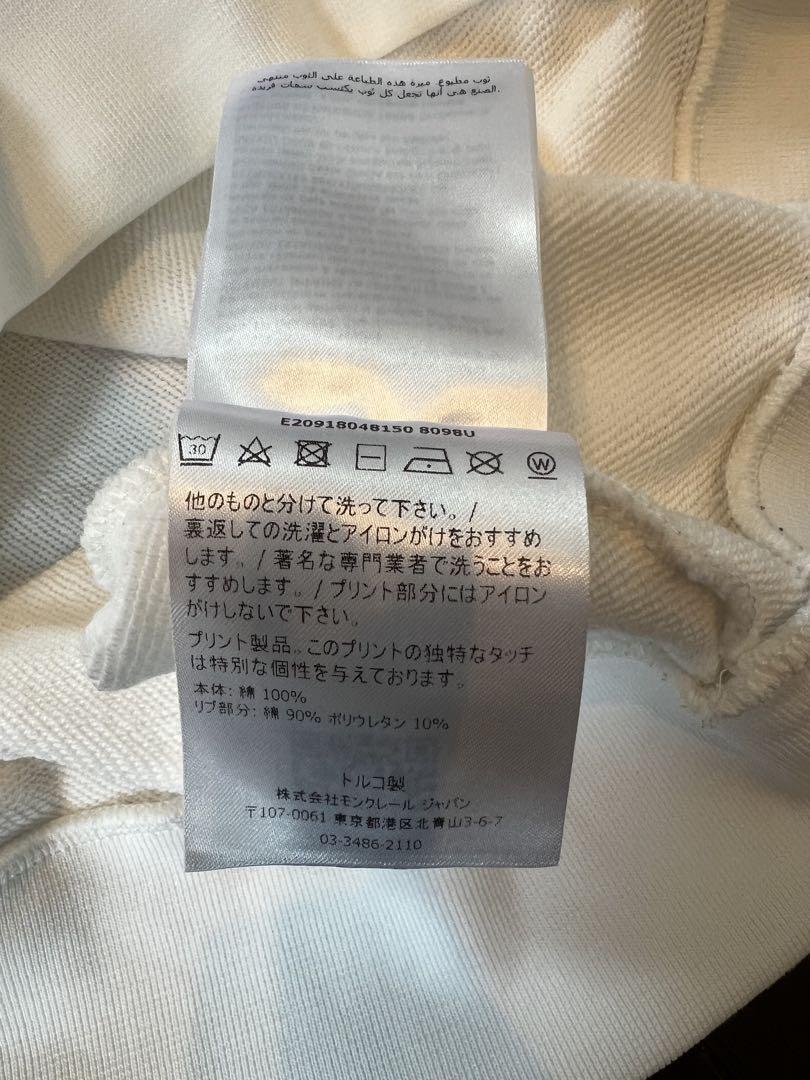 ثوب مطبوع ميزة هذه الطباعة على الثوب منتهى
الصنع هي أنها تجعل كل ثوب يكتسب سمات فريدة.
E20918048150 8098U
30
W
他のものと分けて洗って下さい。/
裏返しての洗濯とアイロンがけをおすすめ
します。/ 著名な専門業者で洗うことをお
すすめします。/ プリント部分にはアイロン
がけしないで下さい。
プリント製品。このプリントの独特なタッチ
は特別な個性を与えております。
本体: 綿 100%
リブ部分: 綿 90% ポリウレタン 10%
トルコ製
株式会社モンクレール ジャパン
〒107-0061 東京都港区北青山3-6-7
03-3486-2110